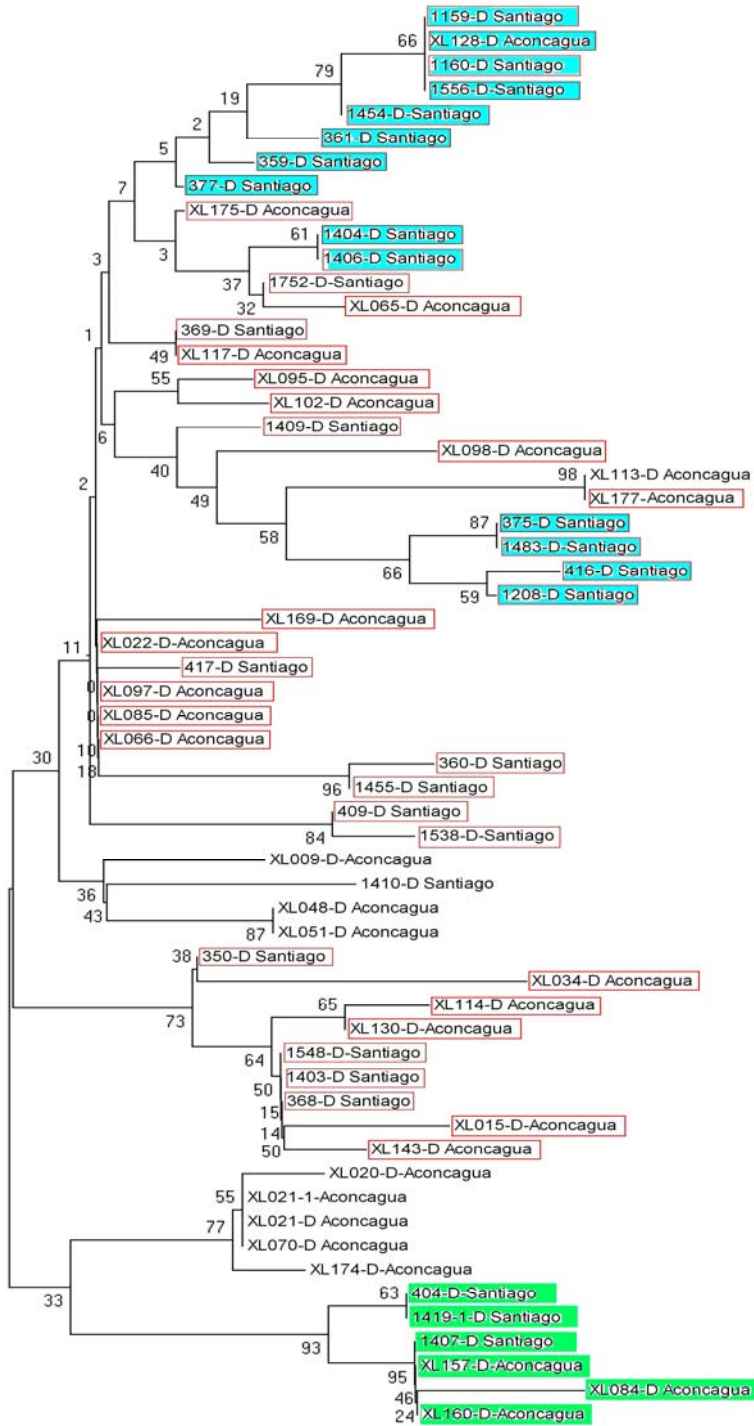 1159-D Santiago
66
XL128-D Aconcagua
1160-D Santiago
79
1556-D-Santiago
19
1454-D-Santiago
2
361-D Santiago
5
359-D Santiago
7
377-D Santiago
XL175-D Aconcagua
61
1404-D Santiago
3
1406-D Santiago
3
37
1752-D-Santiago
32
XL065-D Aconcagua
1
369-D Santiago
49
XL117-D Aconcagua
55
XL095-D Aconcagua
XL102-D Aconcagua
6
1409-D Santiago
40
XL098-D Aconcagua
2
49
98
XL113-D Aconcagua
XL177-Aconcagua
58
87
375-D Santiago
1483-D-Santiago
66
416-D Santiago
59
1208-D Santiago
XL169-D Aconcagua
11
XL022-D-Aconcagua
417-D Santiago
0
XL097-D Aconcagua
0
XL085-D Aconcagua
30
10
XL066-D Aconcagua
18
360-D Santiago
96
1455-D Santiago
409-D Santiago
84
1538-D-Santiago
XL009-D-Aconcagua
36
1410-D Santiago
43
XL048-D Aconcagua
87
XL051-D Aconcagua
38
350-D Santiago
XL034-D Aconcagua
73
65
XL114-D Aconcagua
XL130-D-Aconcagua
64
1548-D-Santiago
50
1403-D Santiago
15
368-D Santiago
14
XL015-D-Aconcagua
50
XL143-D Aconcagua
XL020-D-Aconcagua
55
XL021-1-Aconcagua
77
XL021-D Aconcagua
XL070-D Aconcagua
XL174-D-Aconcagua
33
63
404-D-Santiago
1419-1-D Santiago
93
1407-D Santiago
95
XL157-D-Aconcagua
46
XL084-D Aconcagua
24
XL160-D-Aconcagua